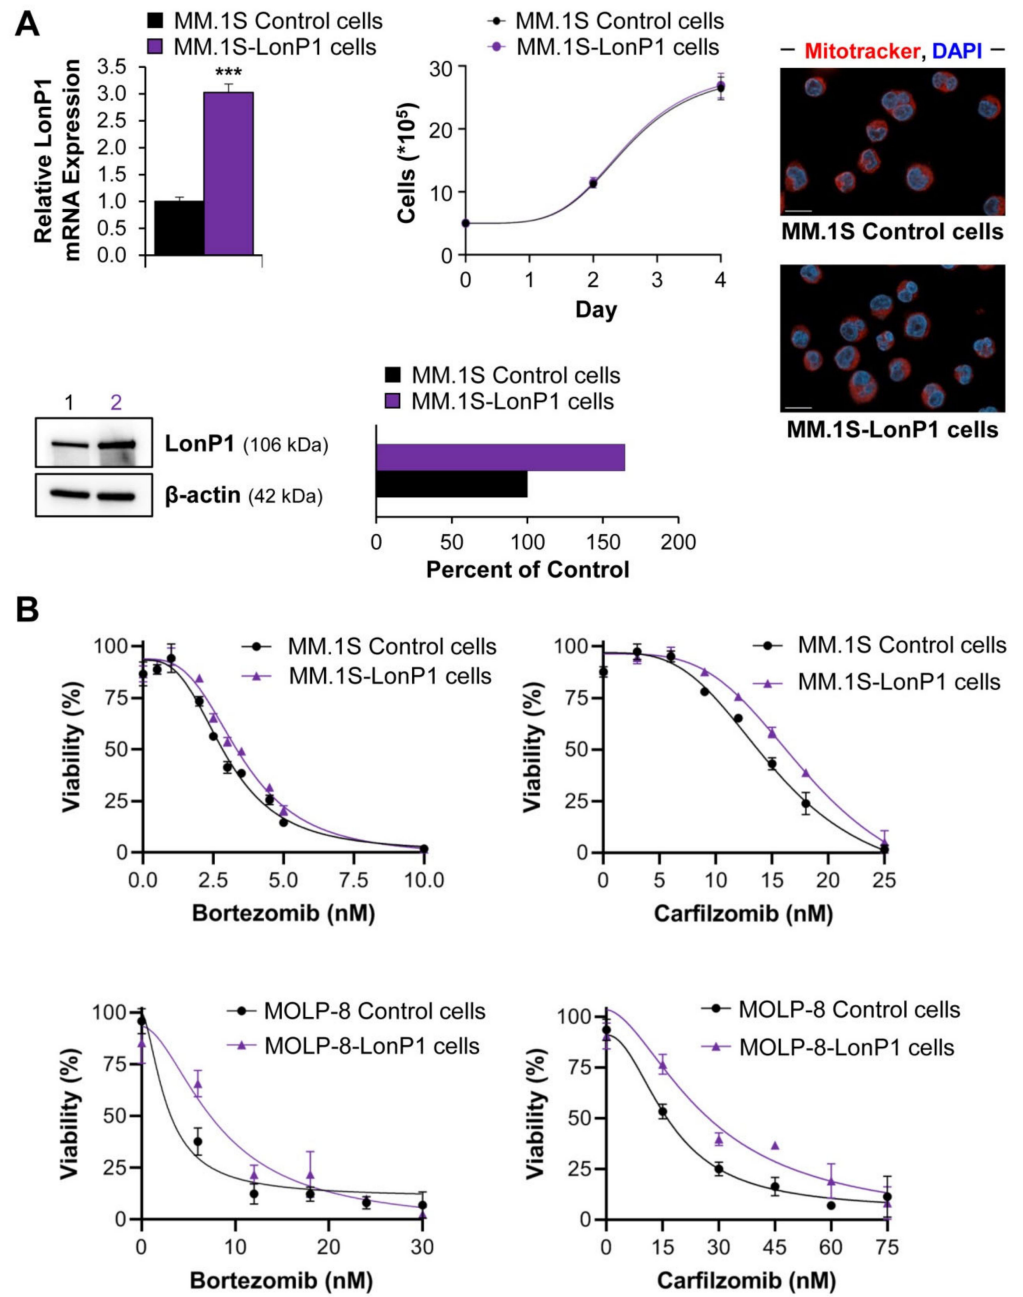 A
MM.1S Control cells
MM.1S-LonP1 cells
Relative LonP1
mRNA Expression
3.5
3.0
2.5
2.0
1.5
1.0
0.5
0.0
***
MM.1S Control cells
MM.1S-LonP1 cells
Cells (*10⁵)
30
20
10
0
0 1 2 3 4
Day
Mitotracker, DAPI
MM.1S Control cells
MM.1S-LonP1 cells
1 2
LonP1 (106 kDa)
β-actin (42 kDa)
MM.1S Control cells
MM.1S-LonP1 cells
0 50 100 150 200
Percent of Control
B
Viability (%)
100
75
50
25
0
MM.1S Control cells
MM.1S-LonP1 cells
0.0 2.5 5.0 7.5 10.0
Bortezomib (nM)
Viability (%)
100
75
50
25
0
MM.1S Control cells
MM.1S-LonP1 cells
0 5 10 15 20 25
Carfilzomib (nM)
Viability (%)
100
75
50
25
0
MOLP-8 Control cells
MOLP-8-LonP1 cells
0 10 20 30
Bortezomib (nM)
Viability (%)
100
75
50
25
0
MOLP-8 Control cells
MOLP-8-LonP1 cells
0 15 30 45 60 75
Carfilzomib (nM)